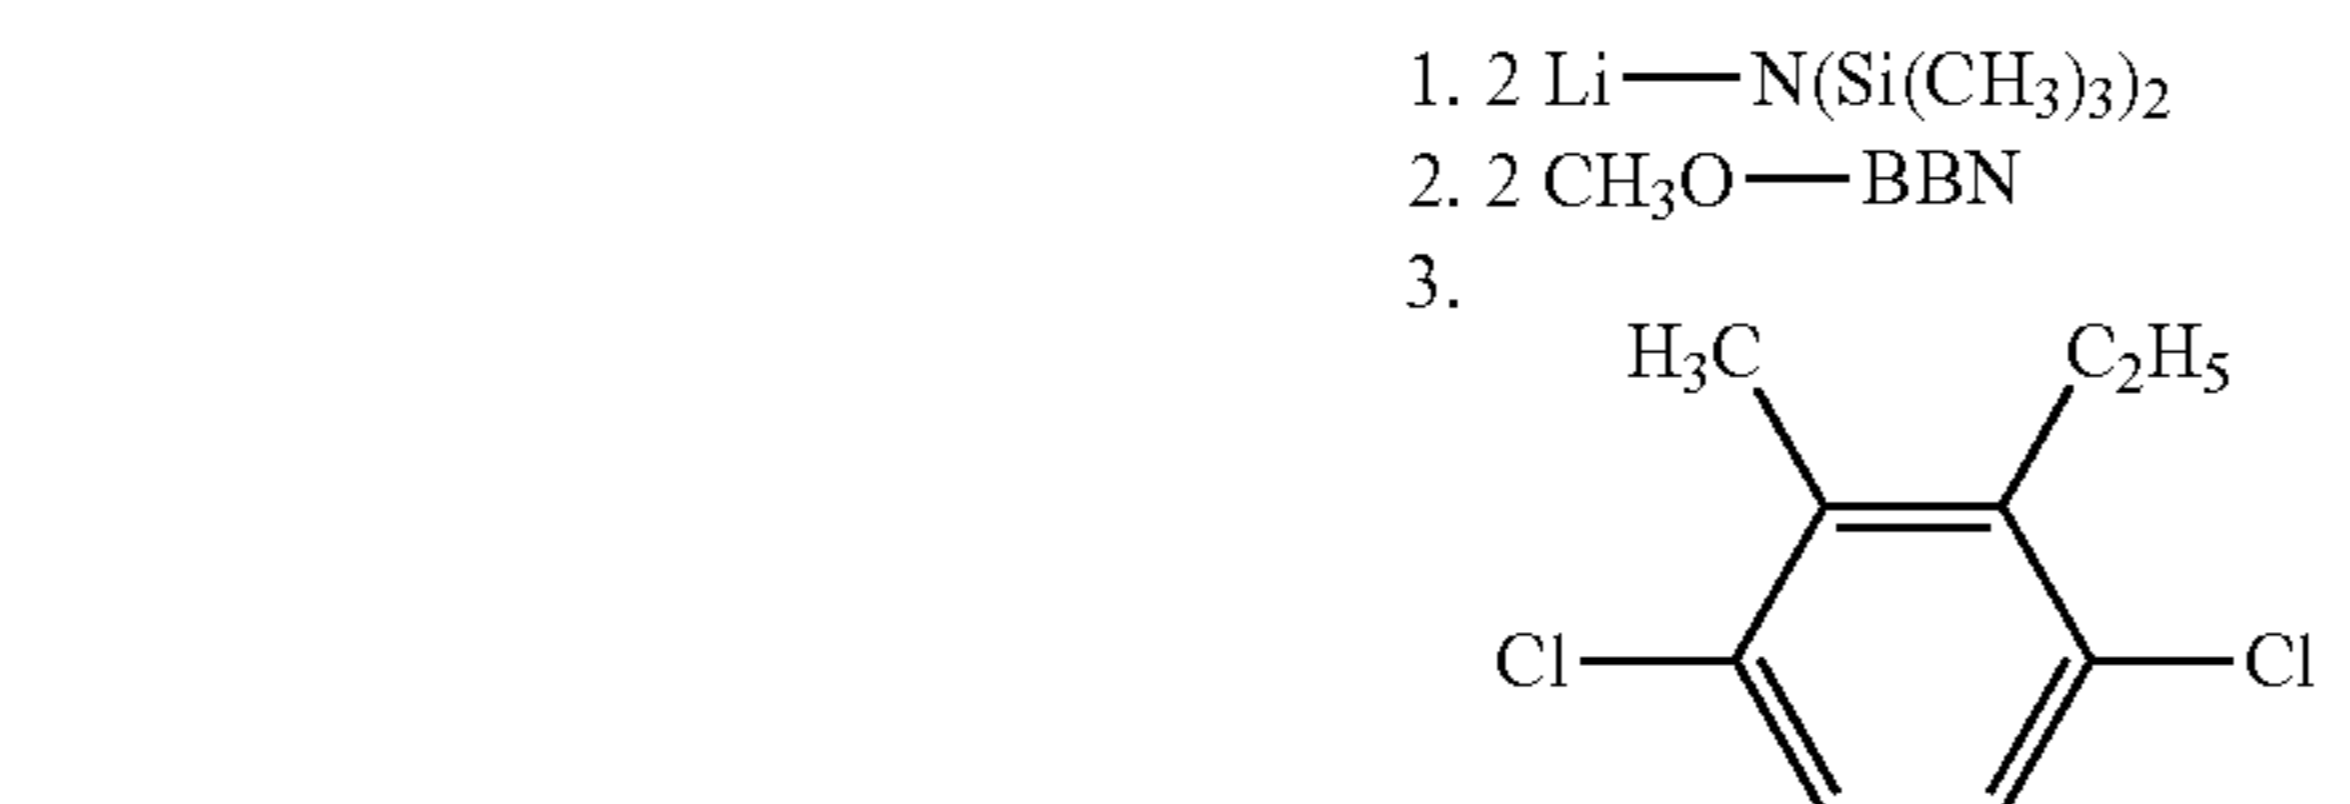 1. 2 Li—N(Si(CH₃)₃)₂
2. 2 CH₃O—BBN
3.
H₃C C₂H₅
Cl Cl